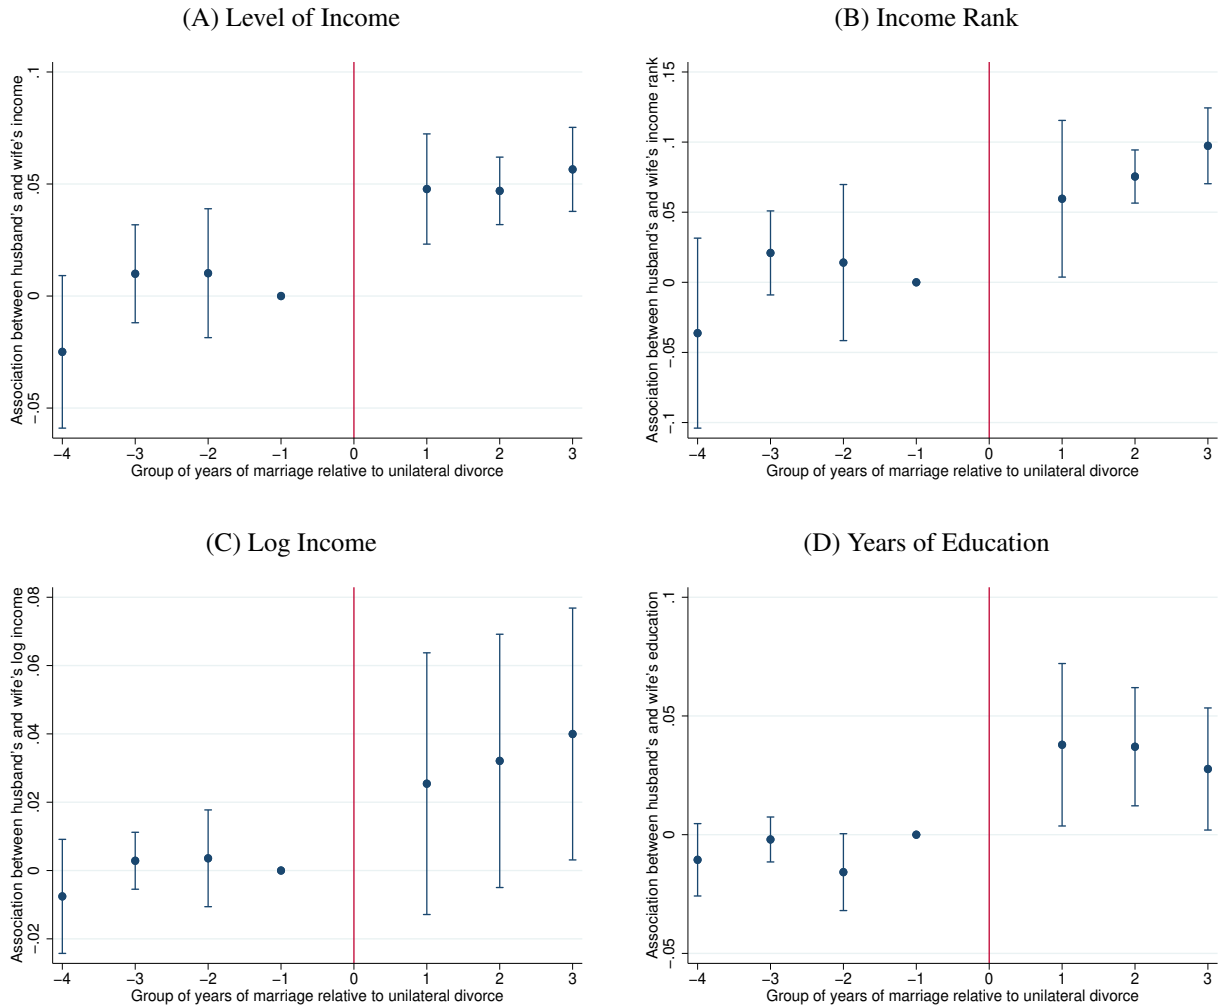 (A) Level of Income
Association between husband's and wife's income
.1
.05
0
−.05
−4 −3 −2 −1 0 1 2 3
Group of years of marriage relative to unilateral divorce
(B) Income Rank
Association between husband's and wife's income rank
.15
.1
.05
0
−.05
−.1
−4 −3 −2 −1 0 1 2 3
Group of years of marriage relative to unilateral divorce
(C) Log Income
Association between husband's and wife's log income
.08
.06
.04
.02
0
−.02
−4 −3 −2 −1 0 1 2 3
Group of years of marriage relative to unilateral divorce
(D) Years of Education
Association between husband's and wife's education
.1
.05
0
−.05
−4 −3 −2 −1 0 1 2 3
Group of years of marriage relative to unilateral divorce